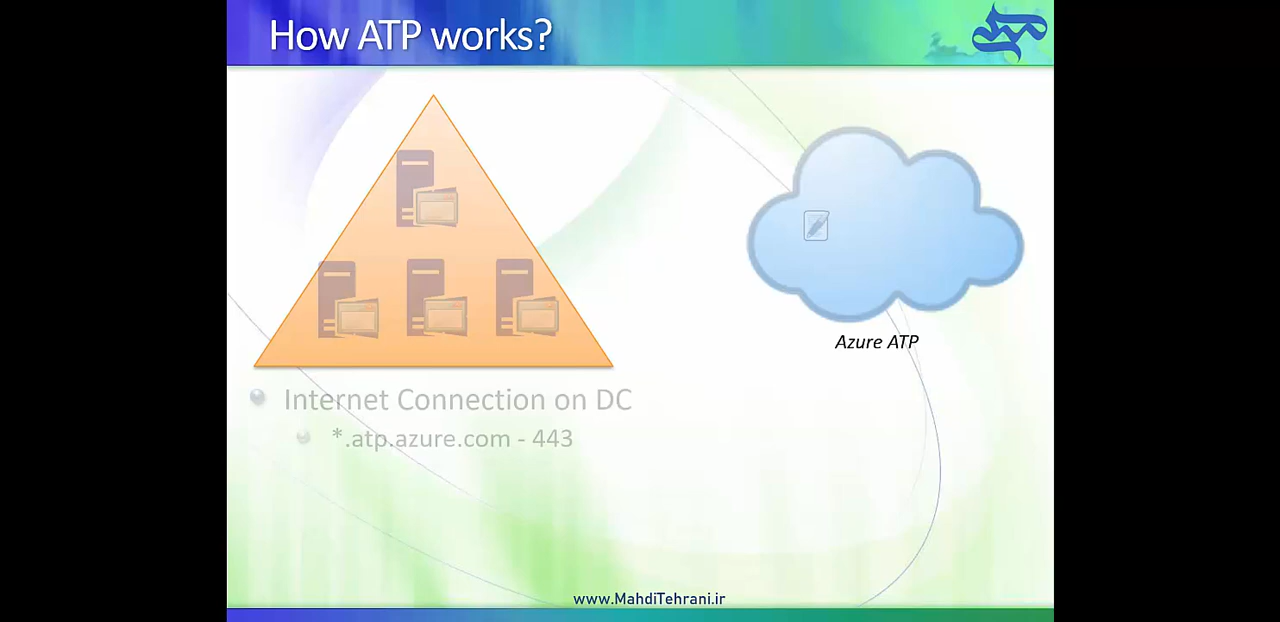 How ATP works?
Azure ATP
Internet Connection on DC
*.atp.azure.com - 443
www.MahdiTehrani.ir